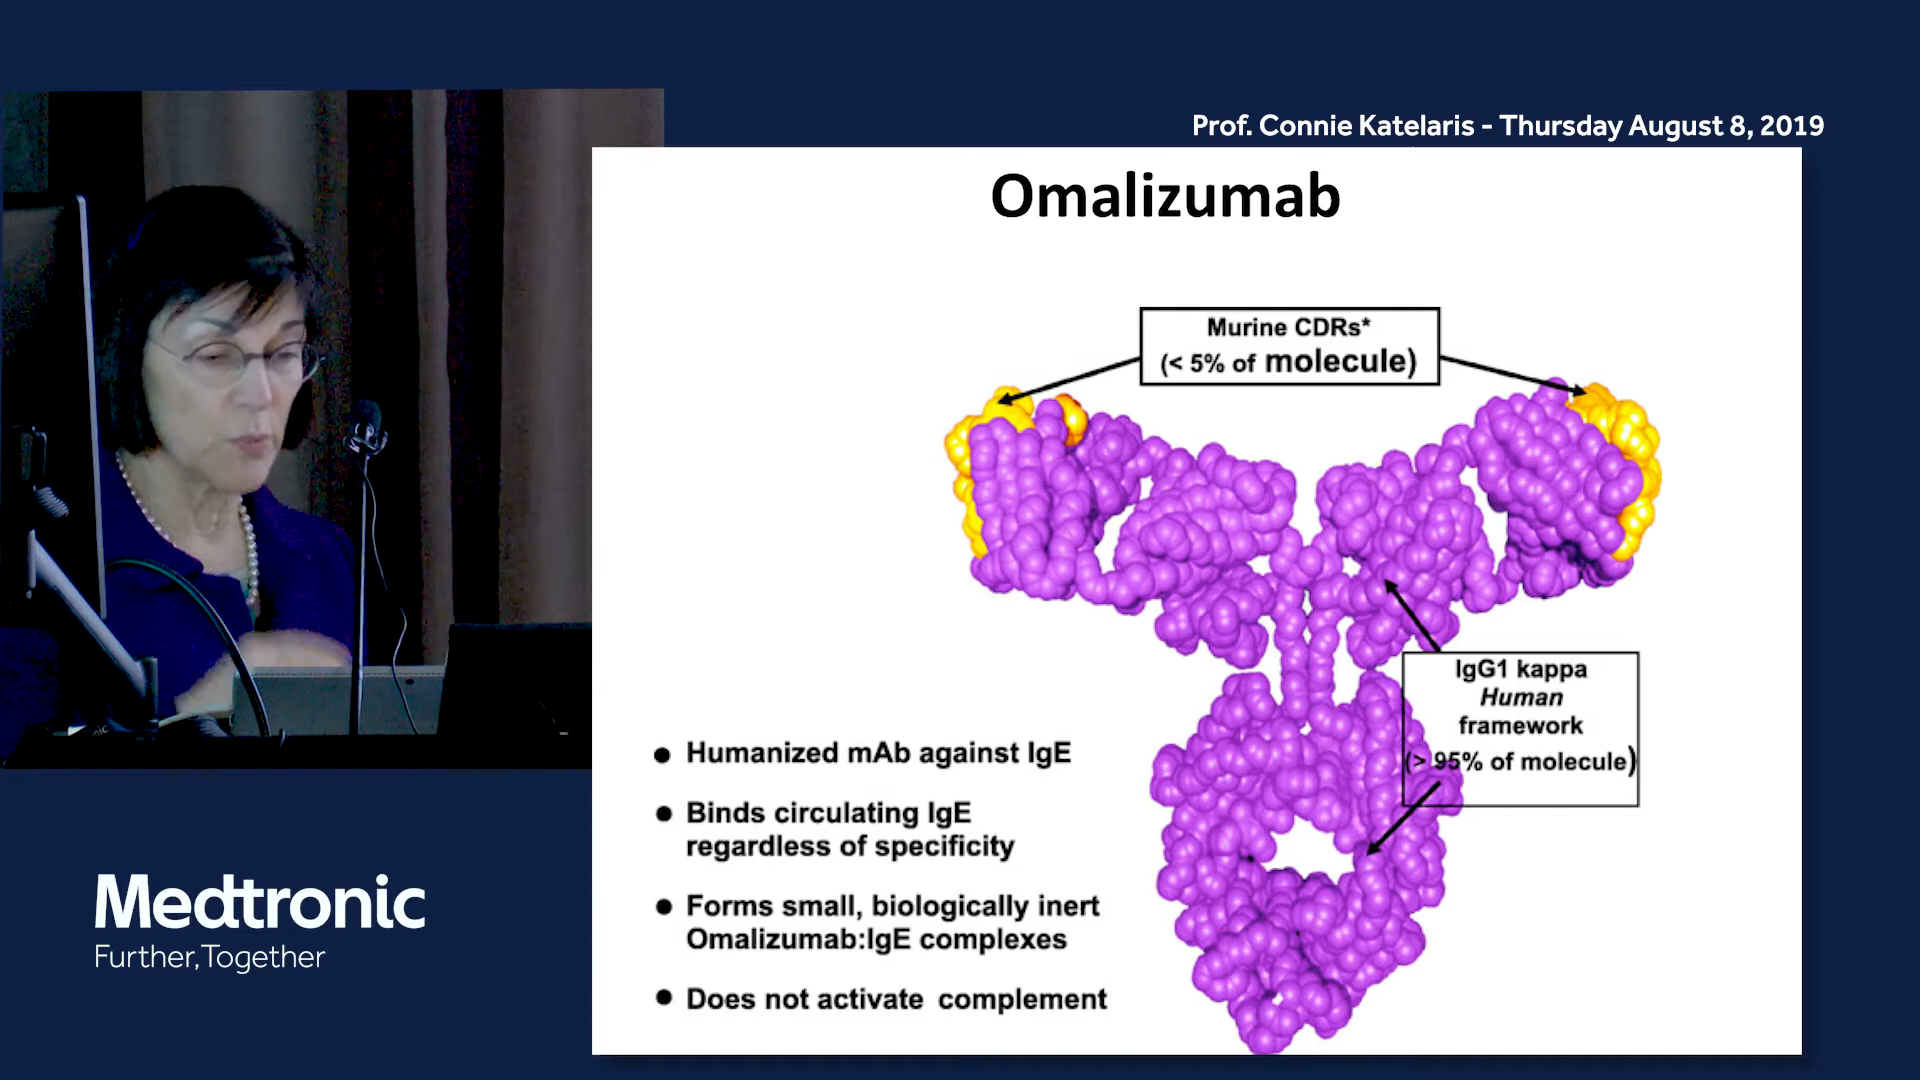 Prof. Connie Katelaris - Thursday August 8, 2019
Omalizumab
Murine CDRs*
(< 5% of molecule)
IgG1 kappa
Human
framework
(> 95% of molecule)
● Humanized mAb against IgE
● Binds circulating IgE
regardless of specificity
● Forms small, biologically inert
Omalizumab:IgE complexes
● Does not activate complement
Medtronic
Further, Together